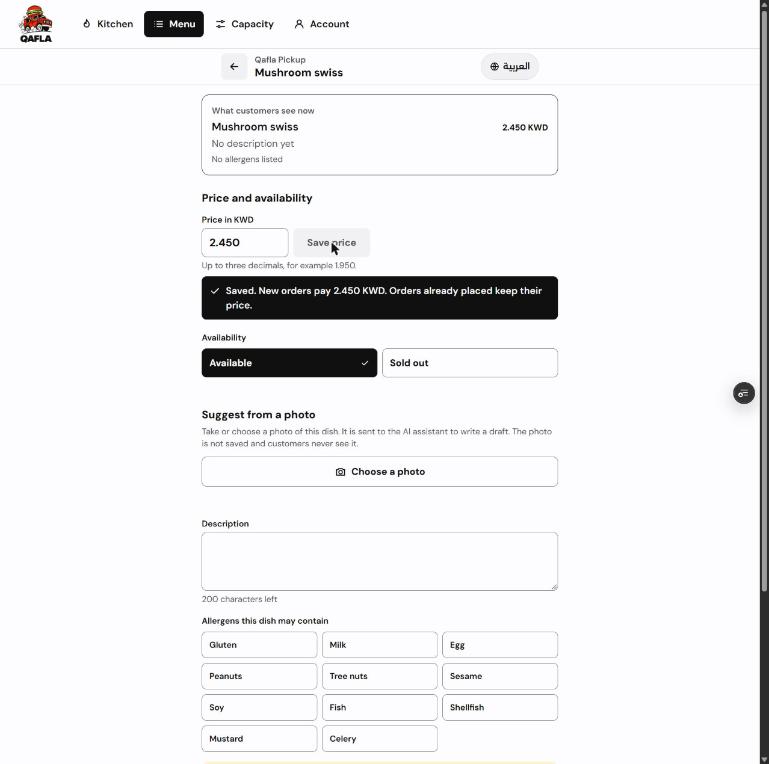 QAFLA
Kitchen
Menu
Capacity
Account
Qafla Pickup
Mushroom swiss
العربية
What customers see now
Mushroom swiss
2.450 KWD
No description yet
No allergens listed
Price and availability
Price in KWD
2.450
Save price
Up to three decimals, for example 1.950.
Saved. New orders pay 2.450 KWD. Orders already placed keep their
price.
Availability
Available
Sold out
Suggest from a photo
Take or choose a photo of this dish. It is sent to the AI assistant to write a draft. The photo
is not saved and customers never see it.
Choose a photo
Description
200 characters left
Allergens this dish may contain
Gluten
Milk
Egg
Peanuts
Tree nuts
Sesame
Soy
Fish
Shellfish
Mustard
Celery